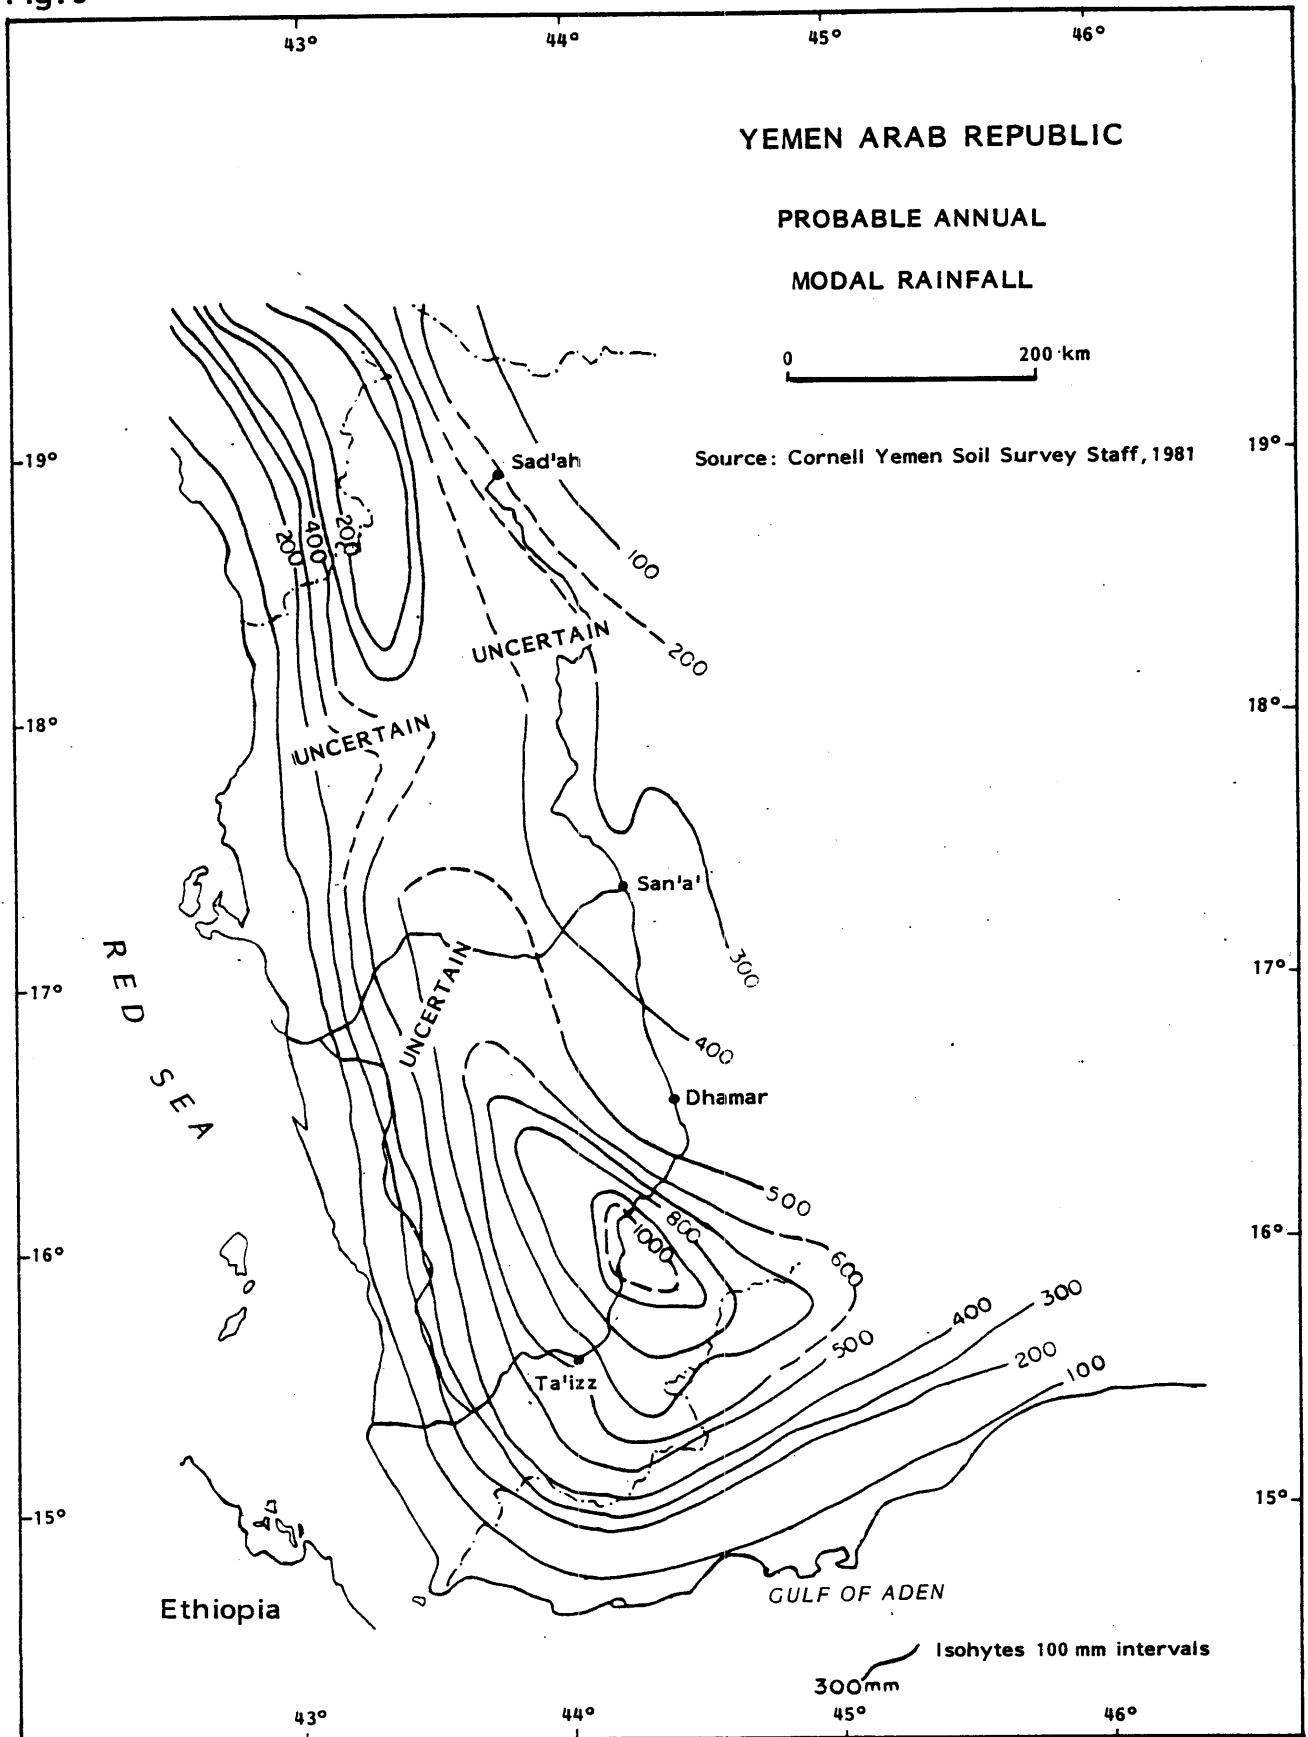 43°
44°
45°
46°
YEMEN ARAB REPUBLIC
PROBABLE ANNUAL
MODAL RAINFALL
0
200 km
19°
Sad'ah
Source: Cornell Yemen Soil Survey Staff, 1981
19°
200
400
200
100
UNCERTAIN
200
18°
UNCERTAIN
18°
San'a'
RED SEA
300
17°
17°
UNCERTAIN
400
Dhamar
500
800
1000
16°
16°
600
300
400
500
200
100
Ta'izz
15°
15°
Ethiopia
GULF OF ADEN
Isohytes 100 mm intervals
300mm
43°
44°
45°
46°